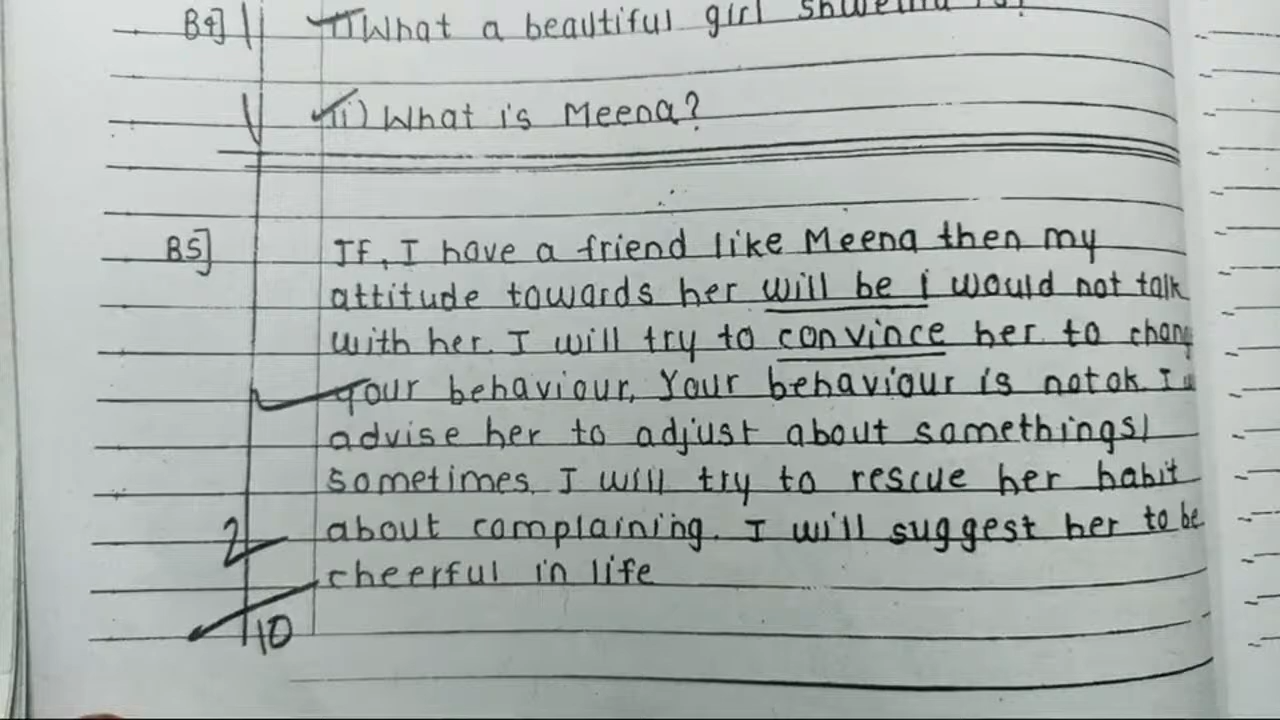 B4] i) What a beautiful girl
ii) What is Meena?
B5] If, I have a friend like Meena then my
attitude towards her will be I would not talk
with her. I will try to convince her to
your behaviour, Your behaviour is not ok I
advise her to adjust about somethings
sometimes. I will try to rescue her habit
about complaining. I will suggest her to be
2 cheerful in life
10